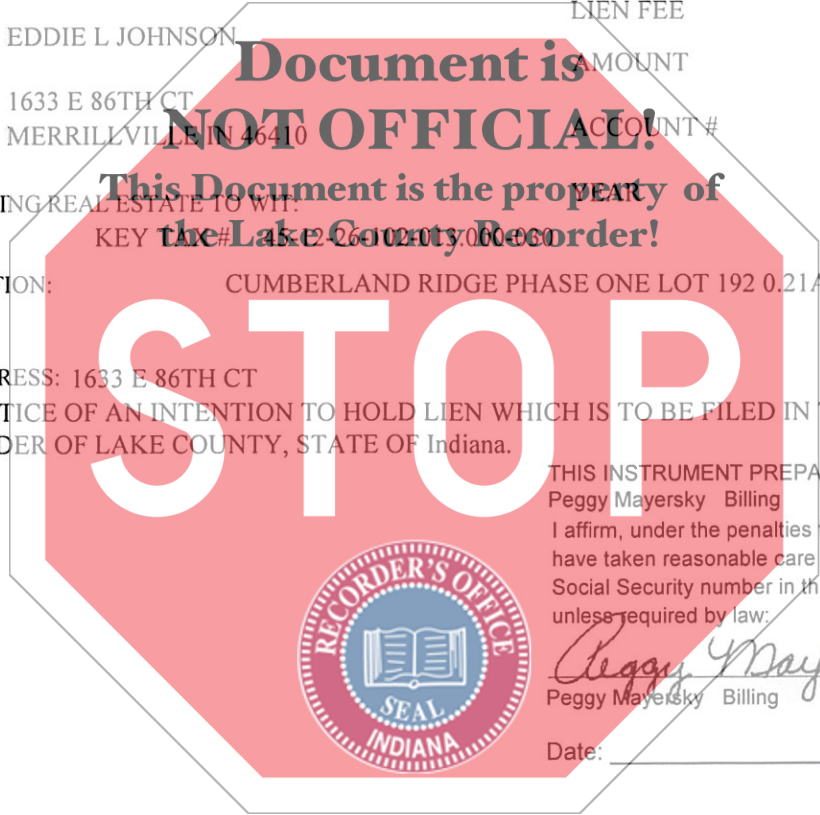 LIEN FEE
EDDIE L JOHNSON
Document is
AMOUNT
1633 E 86TH CT
NOT OFFICIAL!
MERRILLVILLE IN 46410
ACCOUNT #
This Document is the property of
YEAR
ING REAL ESTATE TO WIT:
the Lake County Recorder!
KEY TAX #
TION: CUMBERLAND RIDGE PHASE ONE LOT 192 0.21A
STOP
RESS: 1633 E 86TH CT
TICE OF AN INTENTION TO HOLD LIEN WHICH IS TO BE FILED IN
DER OF LAKE COUNTY, STATE OF Indiana.
THIS INSTRUMENT PREPA
Peggy Mayersky Billing
I affirm, under the penalties
have taken reasonable care
Social Security number in th
unless required by law:
RECORDER'S OFFICE
SEAL
INDIANA
Peggy May
Peggy Mayersky Billing
Date: